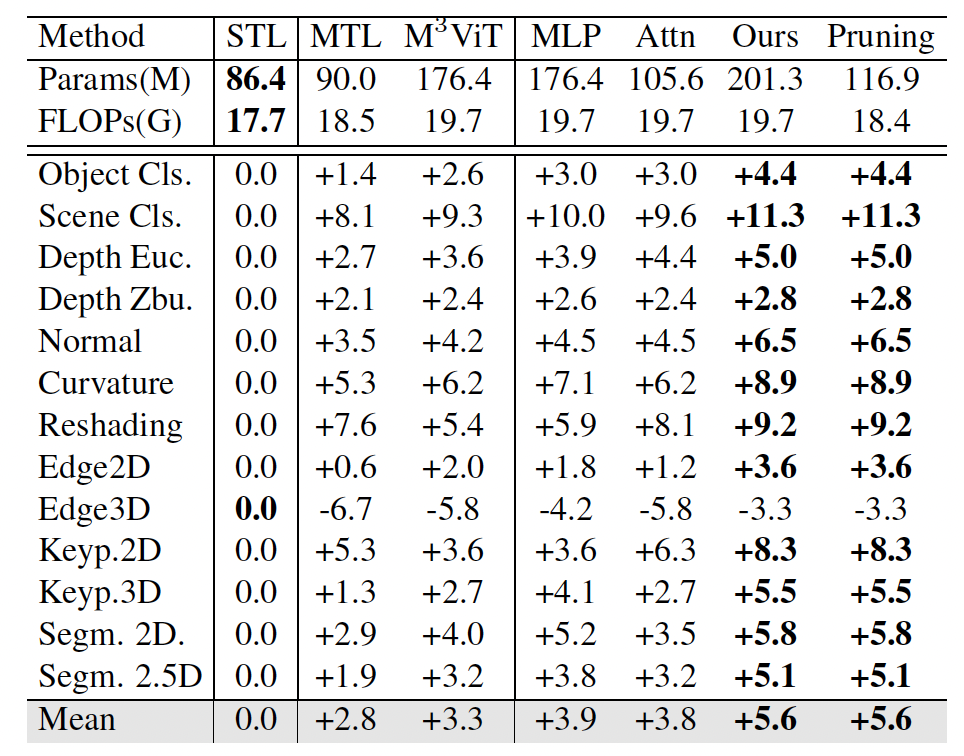 Method STL MTL M³ViT MLP Attn Ours Pruning
Params(M) 86.4 90.0 176.4 176.4 105.6 201.3 116.9
FLOPs(G) 17.7 18.5 19.7 19.7 19.7 19.7 18.4
Object Cls. 0.0 +1.4 +2.6 +3.0 +3.0 +4.4 +4.4
Scene Cls. 0.0 +8.1 +9.3 +10.0 +9.6 +11.3 +11.3
Depth Euc. 0.0 +2.7 +3.6 +3.9 +4.4 +5.0 +5.0
Depth Zbu. 0.0 +2.1 +2.4 +2.6 +2.4 +2.8 +2.8
Normal 0.0 +3.5 +4.2 +4.5 +4.5 +6.5 +6.5
Curvature 0.0 +5.3 +6.2 +7.1 +6.2 +8.9 +8.9
Reshading 0.0 +7.6 +5.4 +5.9 +8.1 +9.2 +9.2
Edge2D 0.0 +0.6 +2.0 +1.8 +1.2 +3.6 +3.6
Edge3D 0.0 -6.7 -5.8 -4.2 -5.8 -3.3 -3.3
Keyp.2D 0.0 +5.3 +3.6 +3.6 +6.3 +8.3 +8.3
Keyp.3D 0.0 +1.3 +2.7 +4.1 +2.7 +5.5 +5.5
Segm. 2D. 0.0 +2.9 +4.0 +5.2 +3.5 +5.8 +5.8
Segm. 2.5D 0.0 +1.9 +3.2 +3.8 +3.2 +5.1 +5.1
Mean 0.0 +2.8 +3.3 +3.9 +3.8 +5.6 +5.6